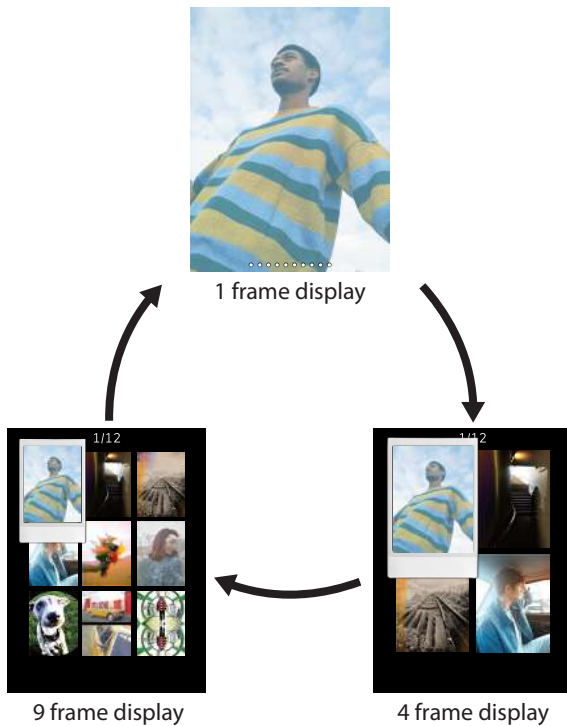 1 frame display
1/12
1/12
9 frame display
4 frame display